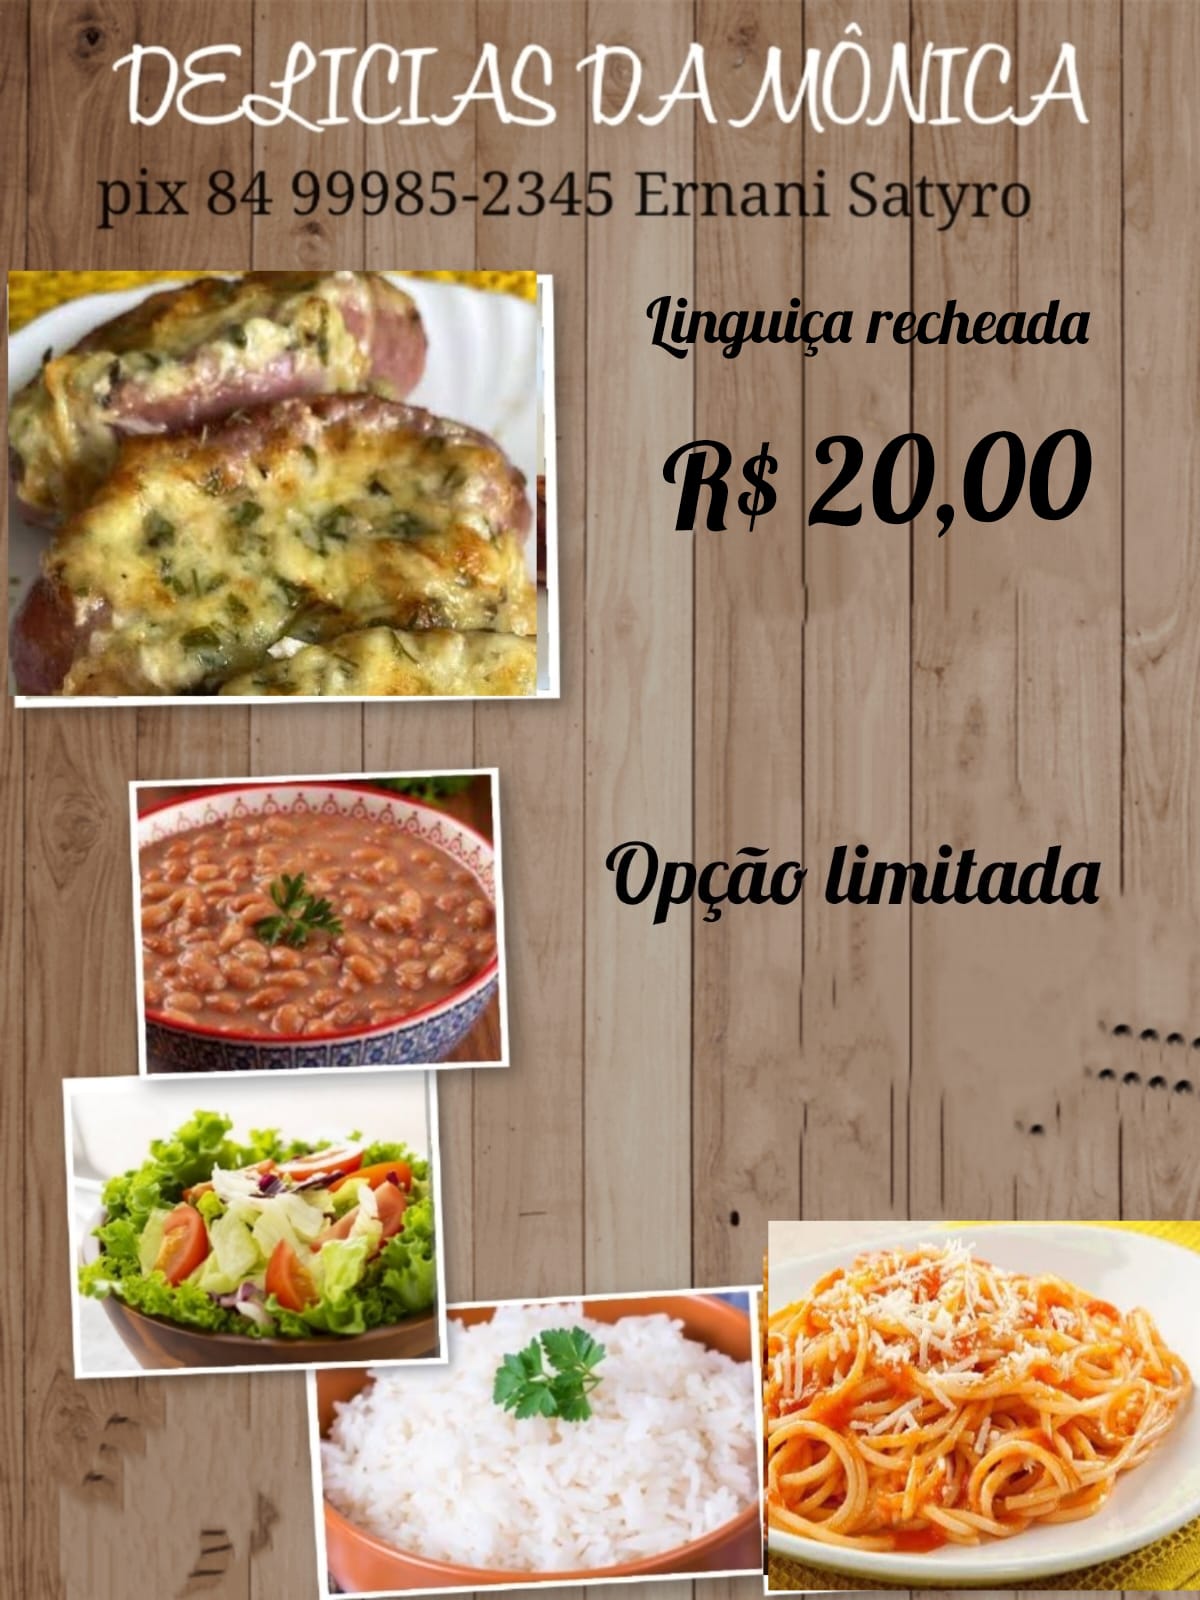 DELICIAS DA MÔNICA
pix 84 99985-2345 Ernani Satyro
Linguiça recheada
R$ 20,00
Opção limitada